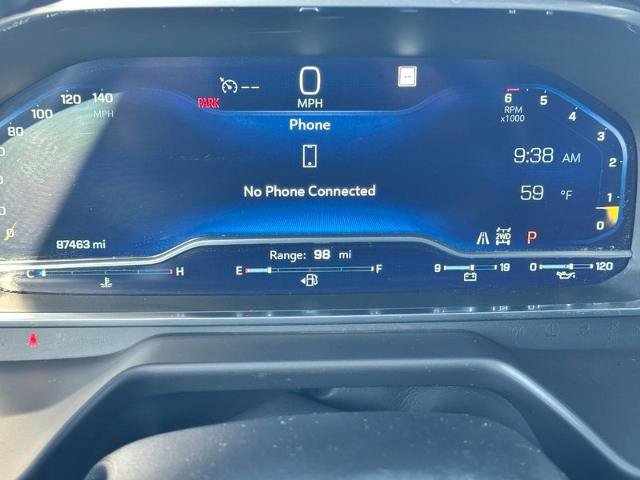 0
MPH
PARK
Phone
No Phone Connected
120 140
100
MPH
80
0
6 5
RPM
x1000
4
3
2
1
0
9:38 AM
59 °F
87463 mi
2WD
P
Range: 98 mi
C H
E F
9 19
0 120